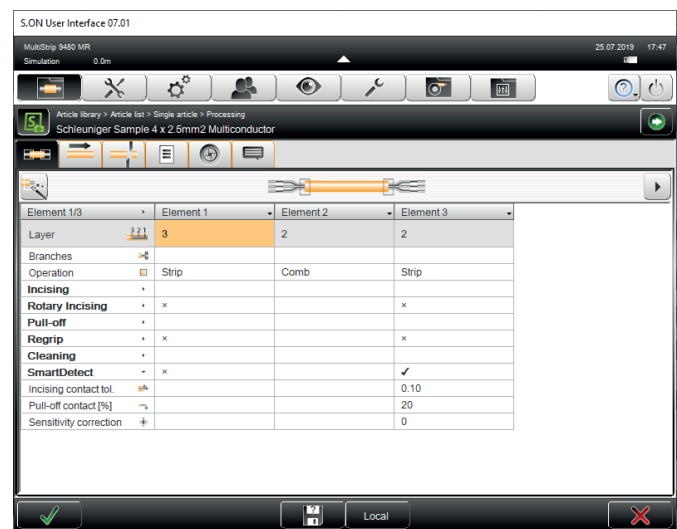 S.ON User Interface 07.01
MultiStrip 9480 MR 25.07.2019 17:47
Simulation 0.0m
Article library > Article list > Single article > Processing
Schleuniger Sample 4 x 2.5mm2 Multiconductor
Element 1/3 Element 1 Element 2 Element 3
Layer 3 2 1 3 2 2
Branches
Operation Strip Comb Strip
Incising
Rotary Incising × ×
Pull-off
Regrip × ×
Cleaning
SmartDetect × ✓
Incising contact tol. 0.10
Pull-off contact [%] 20
Sensitivity correction 0
Local